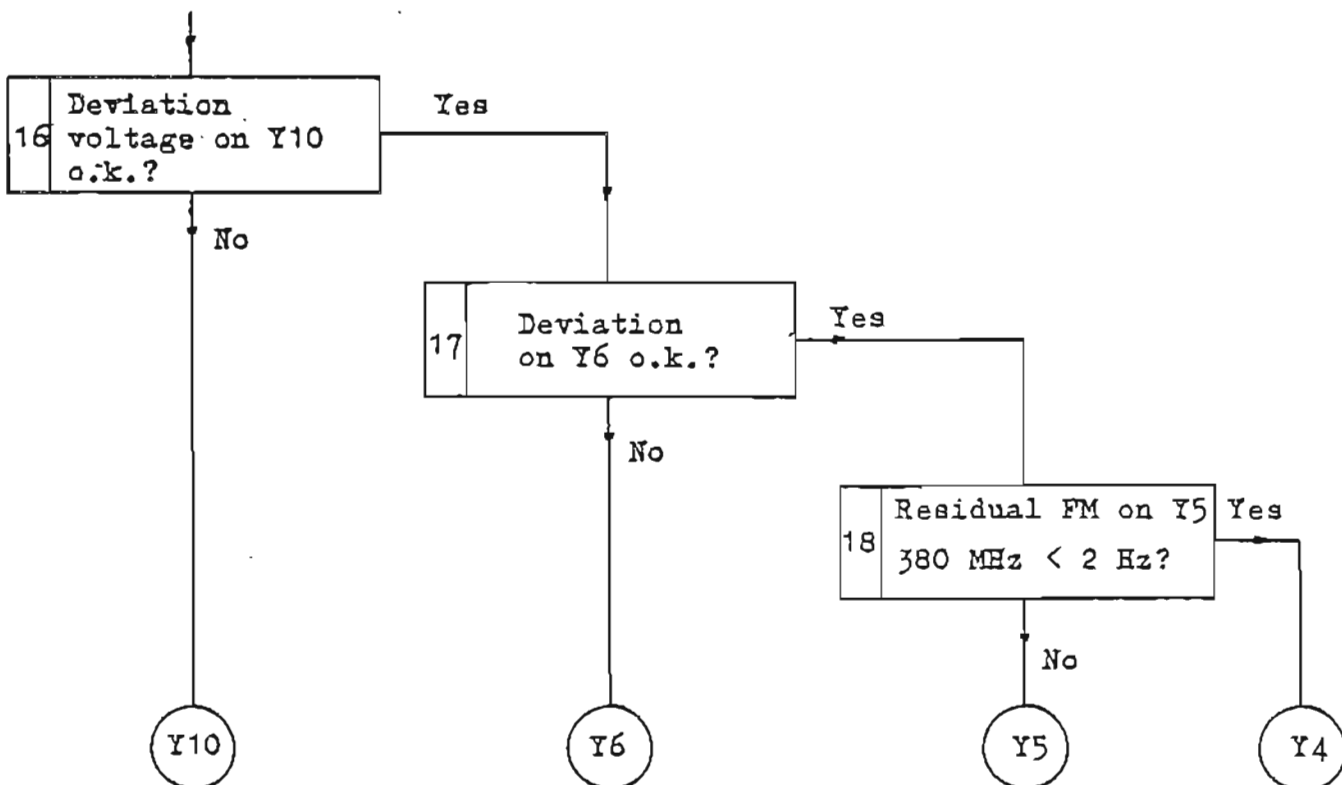 16
Deviation
voltage on Y10
o.k.?
Yes
No
17
Deviation
on Y6 o.k.?
Yes
No
18
Residual FM on Y5
380 MHz < 2 Hz?
Yes
No
Y10
Y6
Y5
Y4